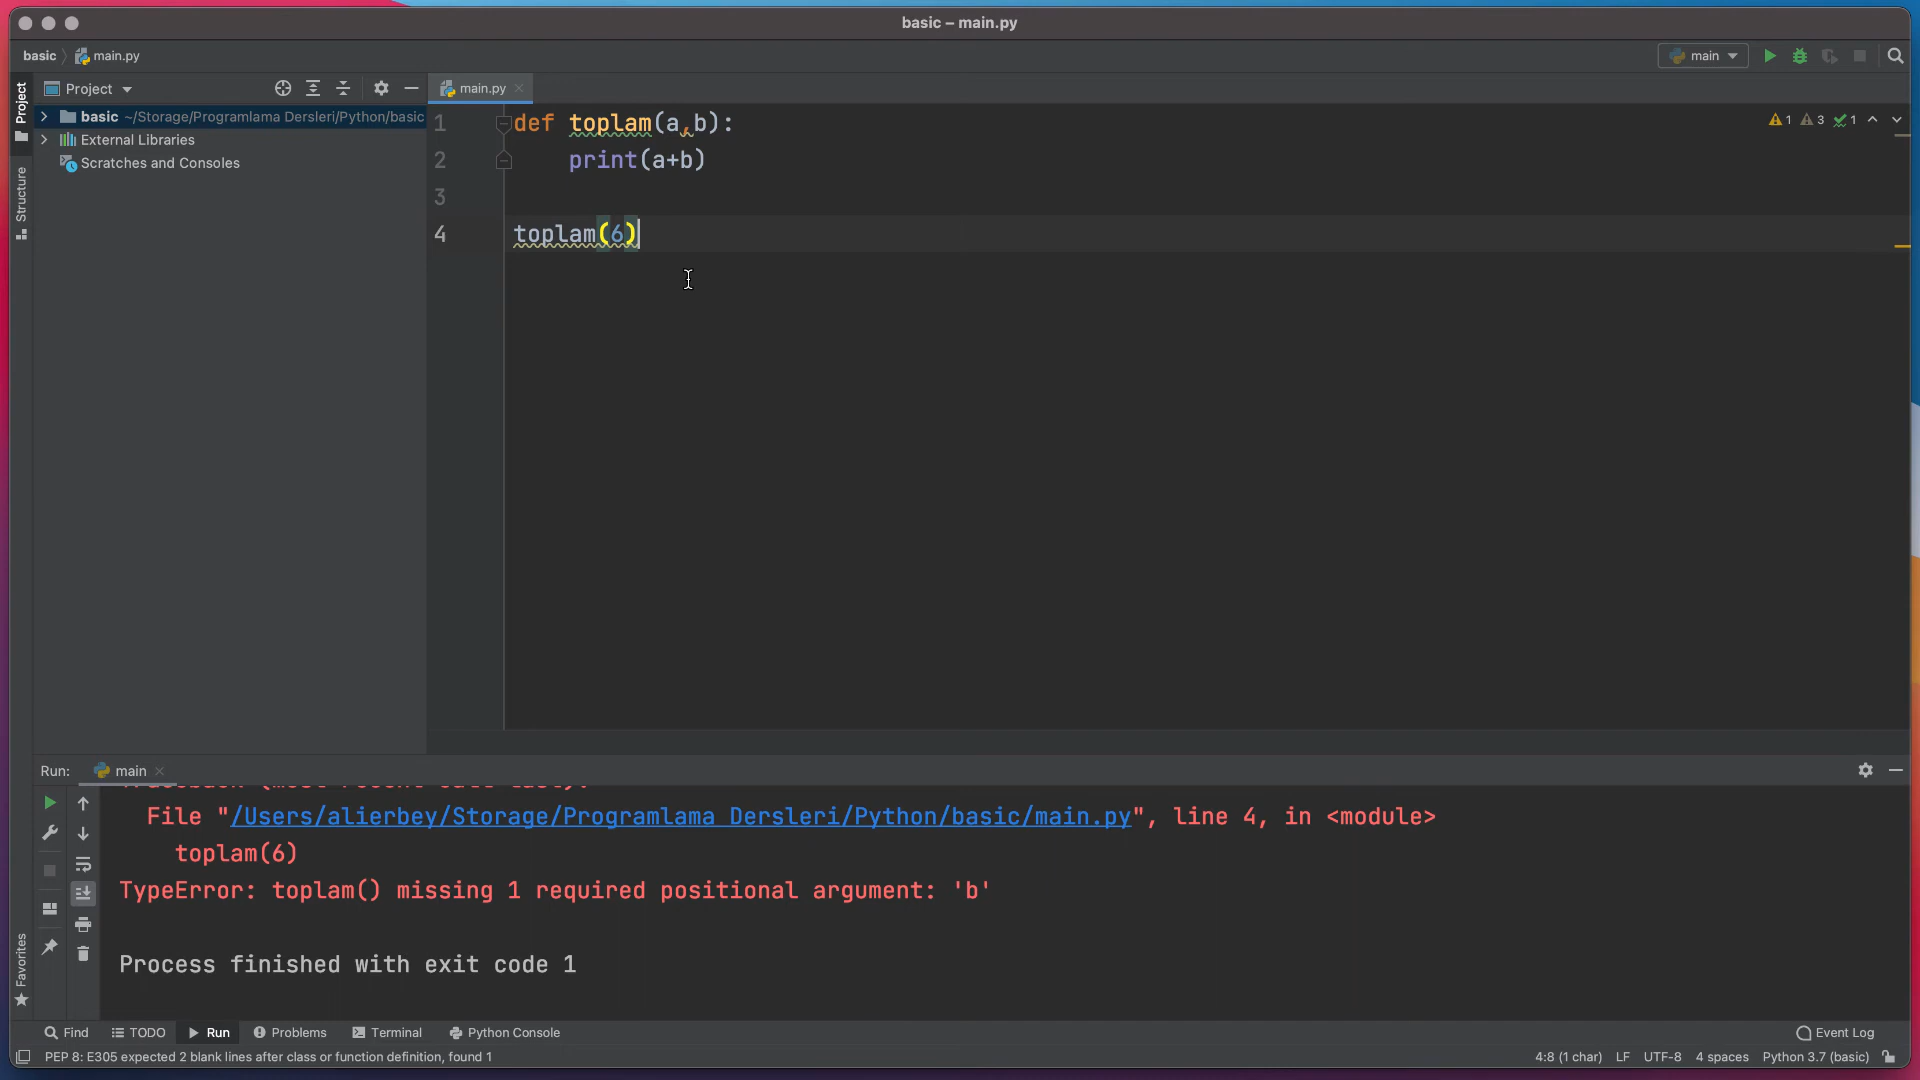 basic – main.py
basic main.py
main
Project
main.py
1 3 1
Project
Structure
Favorites
basic ~/Storage/Programlama Dersleri/Python/basic
External Libraries
Scratches and Consoles
1 def toplam(a,b):
2 print(a+b)
3
4 toplam(6)
Run: main
Traceback (most recent call last):
File "/Users/alierbey/Storage/Programlama Dersleri/Python/basic/main.py", line 4, in <module>
toplam(6)
TypeError: toplam() missing 1 required positional argument: 'b'
Process finished with exit code 1
Find TODO Run Problems Terminal Python Console Event Log
PEP 8: E305 expected 2 blank lines after class or function definition, found 1 4:8 (1 char) LF UTF-8 4 spaces Python 3.7 (basic)